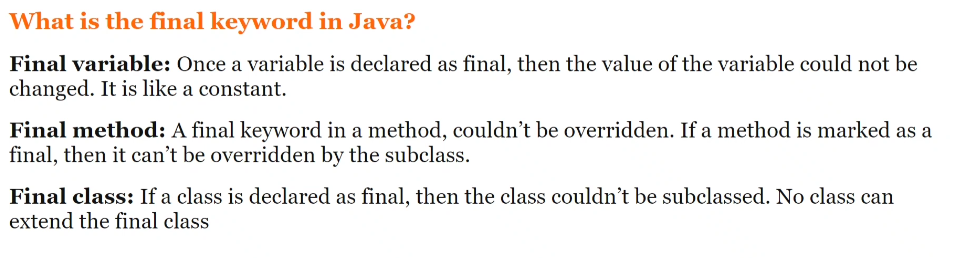 What is the final keyword in Java?
Final variable: Once a variable is declared as final, then the value of the variable could not be
changed. It is like a constant.
Final method: A final keyword in a method, couldn’t be overridden. If a method is marked as a
final, then it can’t be overridden by the subclass.
Final class: If a class is declared as final, then the class couldn’t be subclassed. No class can
extend the final class